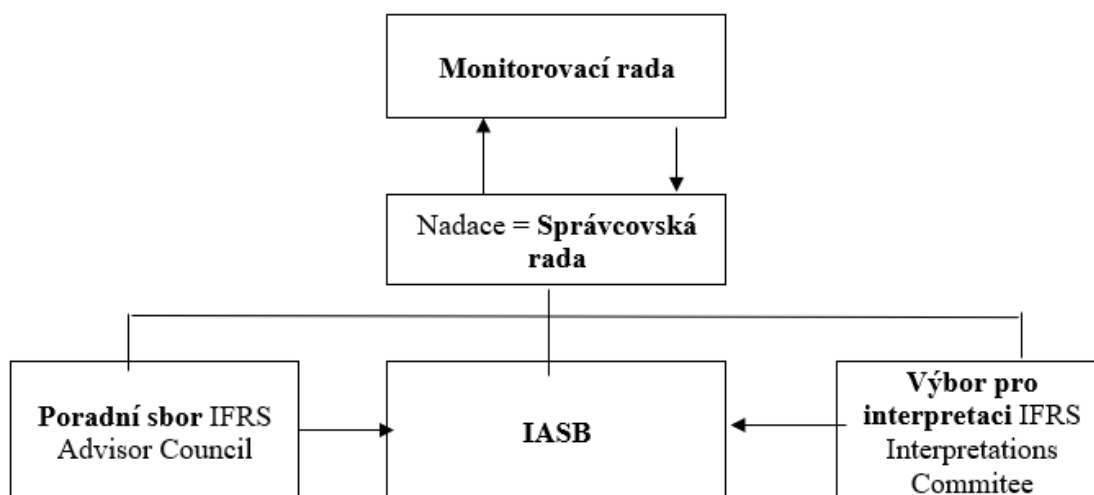 Monitorovací rada
Nadace = Správcovská
rada
Poradní sbor IFRS
Advisor Council
IASB
Výbor pro
interpretaci IFRS
Interpretations
Commitee